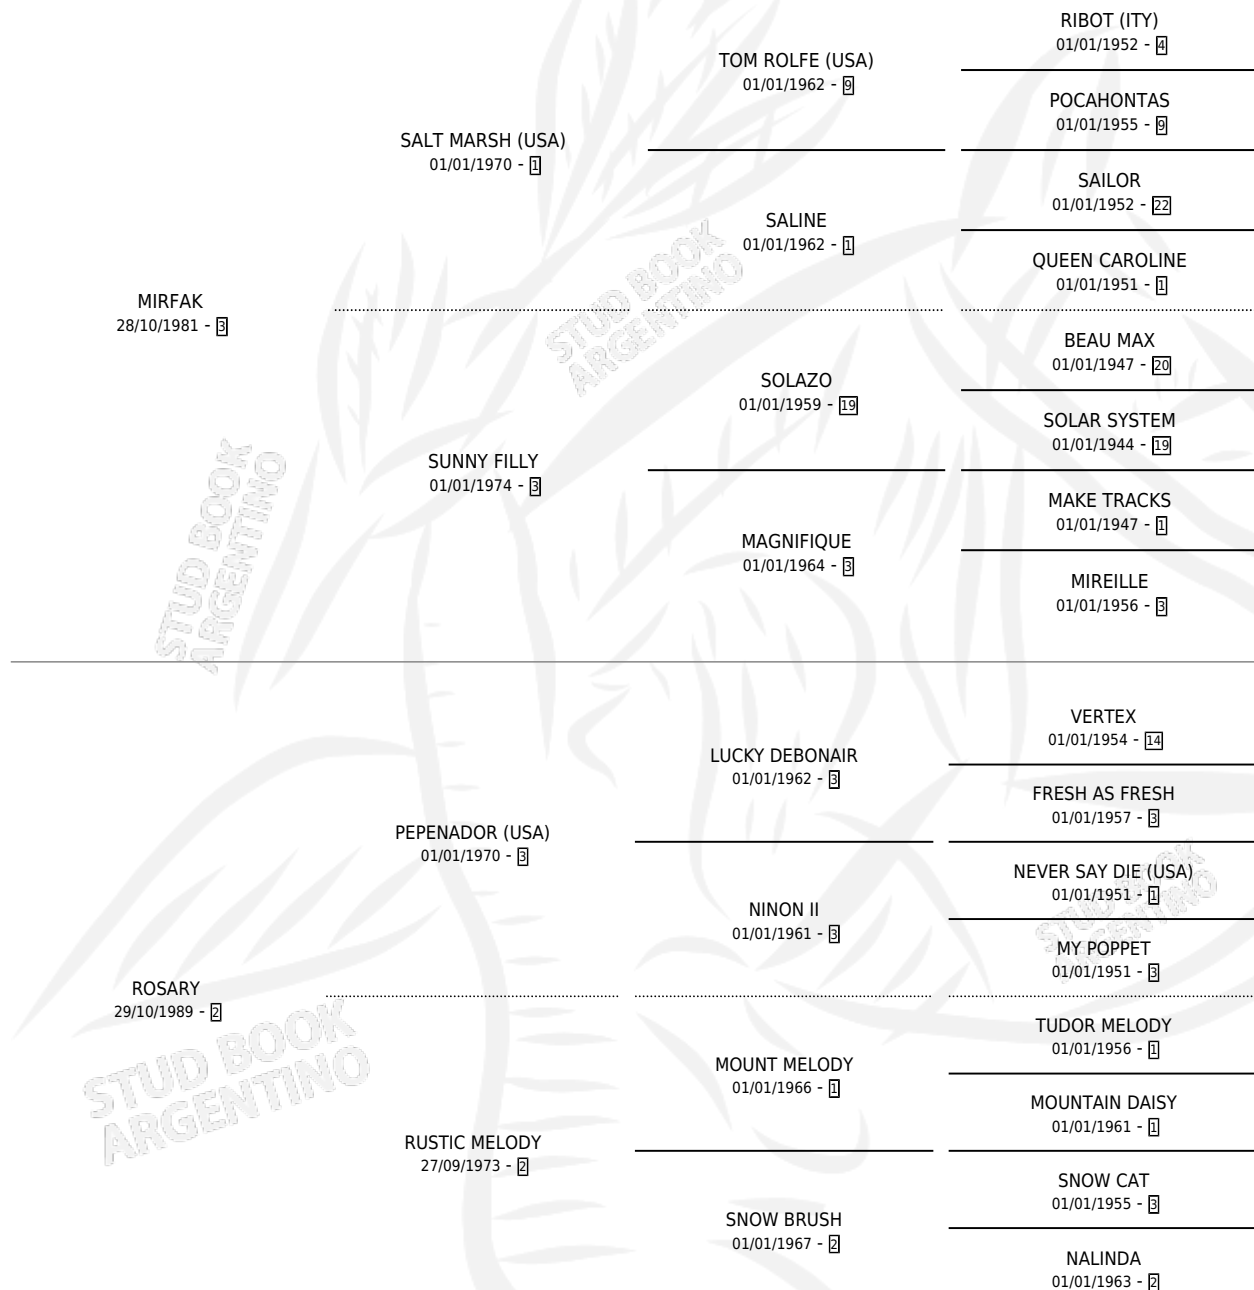 RIBOT (ITY)
01/01/1952 - 4
TOM ROLFE (USA)
01/01/1962 - 9
POCAHONTAS
01/01/1955 - 9
SALT MARSH (USA)
01/01/1970 - 1
SAILOR
01/01/1952 - 22
SALINE
01/01/1962 - 1
QUEEN CAROLINE
01/01/1951 - 1
STUD BOOK
ARGENTINO
MIRFAK
28/10/1981 - 3
BEAU MAX
01/01/1947 - 20
SOLAZO
01/01/1959 - 19
SOLAR SYSTEM
01/01/1944 - 19
SUNNY FILLY
01/01/1974 - 3
MAKE TRACKS
01/01/1947 - 1
MAGNIFIQUE
01/01/1964 - 3
MIREILLE
01/01/1956 - 3
STUD BOOK
ARGENTINO
VERTEX
01/01/1954 - 14
LUCKY DEBONAIR
01/01/1962 - 3
FRESH AS FRESH
01/01/1957 - 3
PEPENADOR (USA)
01/01/1970 - 3
NEVER SAY DIE (USA)
01/01/1951 - 1
NINON II
01/01/1961 - 3
MY POPPET
01/01/1951 - 3
STUD BOOK
ARGENTINO
ROSARY
29/10/1989 - 2
TUDOR MELODY
01/01/1956 - 1
MOUNT MELODY
01/01/1966 - 1
MOUNTAIN DAISY
01/01/1961 - 1
STUD BOOK
ARGENTINO
RUSTIC MELODY
27/09/1973 - 2
SNOW CAT
01/01/1955 - 3
SNOW BRUSH
01/01/1967 - 2
NALINDA
01/01/1963 - 2